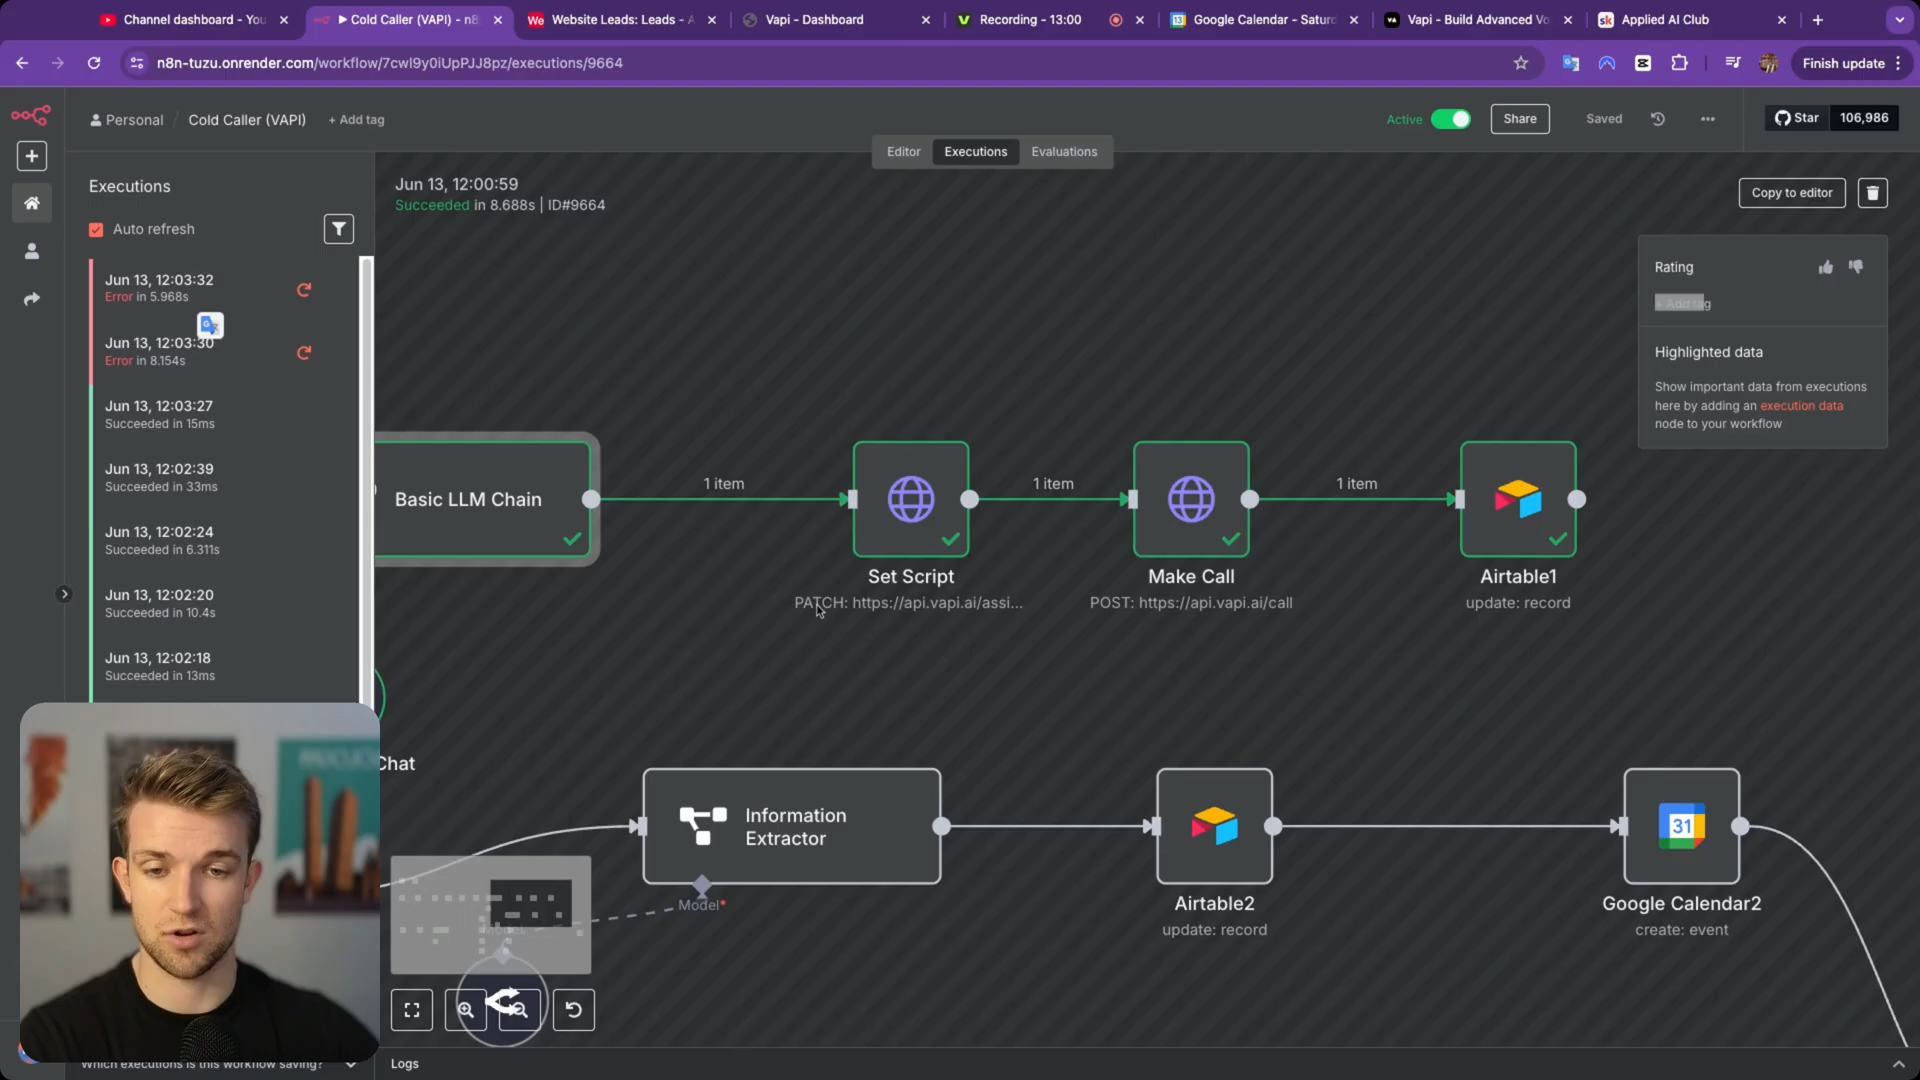 Channel dashboard - You
Cold Caller (VAPI) - n8
We
Website Leads: Leads - A
Vapi - Dashboard
Recording - 13:00
Google Calendar - Saturd
Vapi - Build Advanced Vo
sk
Applied AI Club
n8n-tuzu.onrender.com/workflow/7cwl9y0iUpPJJ8pz/executions/9664
Finish update
Personal / Cold Caller (VAPI) + Add tag
Active
Share
Saved
Star 106,986
Editor
Executions
Evaluations
Executions
Auto refresh
Jun 13, 12:03:32
Error in 5.968s
Jun 13, 12:03:30
Error in 8.154s
Jun 13, 12:03:27
Succeeded in 15ms
Jun 13, 12:02:39
Succeeded in 33ms
Jun 13, 12:02:24
Succeeded in 6.311s
Jun 13, 12:02:20
Succeeded in 10.4s
Jun 13, 12:02:18
Succeeded in 13ms
Which executions is this workflow saving?
Jun 13, 12:00:59
Succeeded in 8.688s | ID#9664
Copy to editor
Rating
+ Add tag
Highlighted data
Show important data from executions
here by adding an execution data
node to your workflow
Basic LLM Chain
1 item
1 item
1 item
Set Script
PATCH: https://api.vapi.ai/assi...
Make Call
POST: https://api.vapi.ai/call
Airtable1
update: record
Chat
Information
Extractor
Model*
Airtable2
update: record
31
Google Calendar2
create: event
Logs